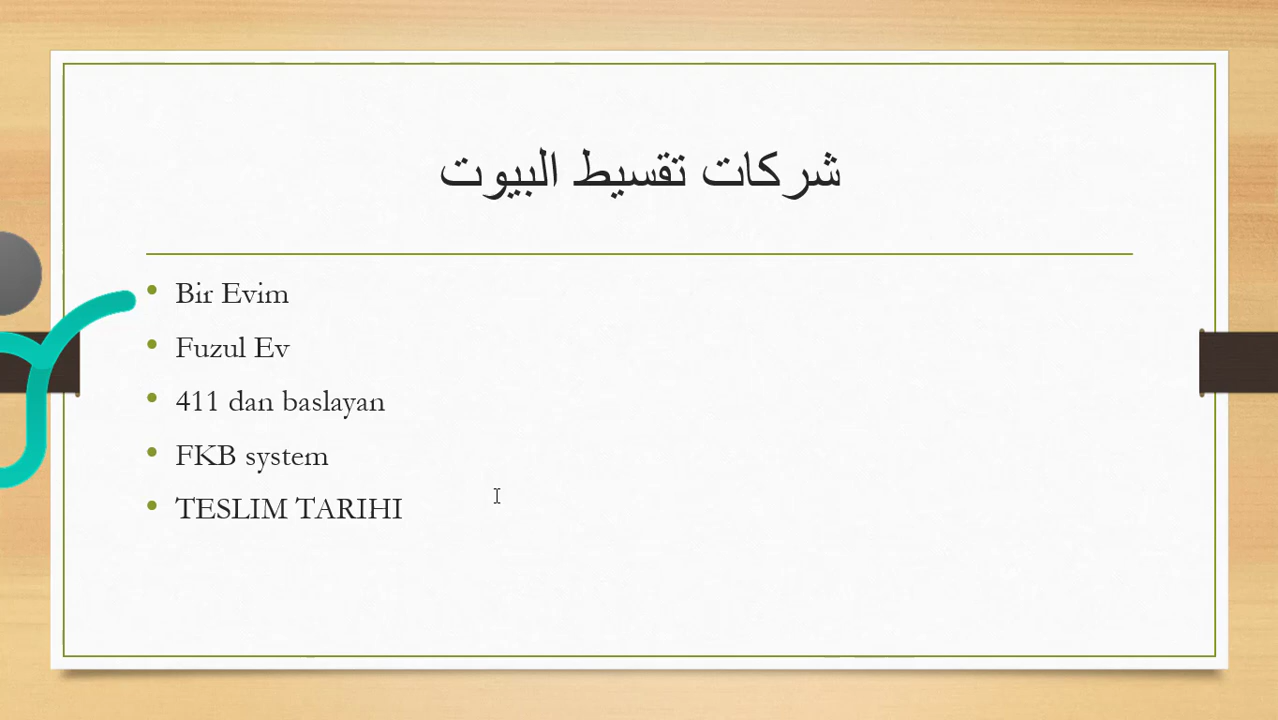 شركات تقسيط البيوت
Bir Evim
Fuzul Ev
411 dan baslayan
FKB system
TESLIM TARIHI